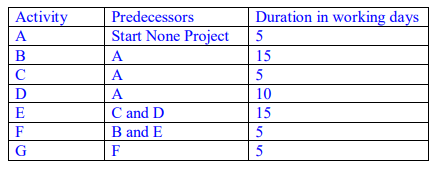 Activity Predecessors Duration in working days
A Start None Project 5
B A 15
C A 5
D A 10
E C and D 15
F B and E 5
G F 5